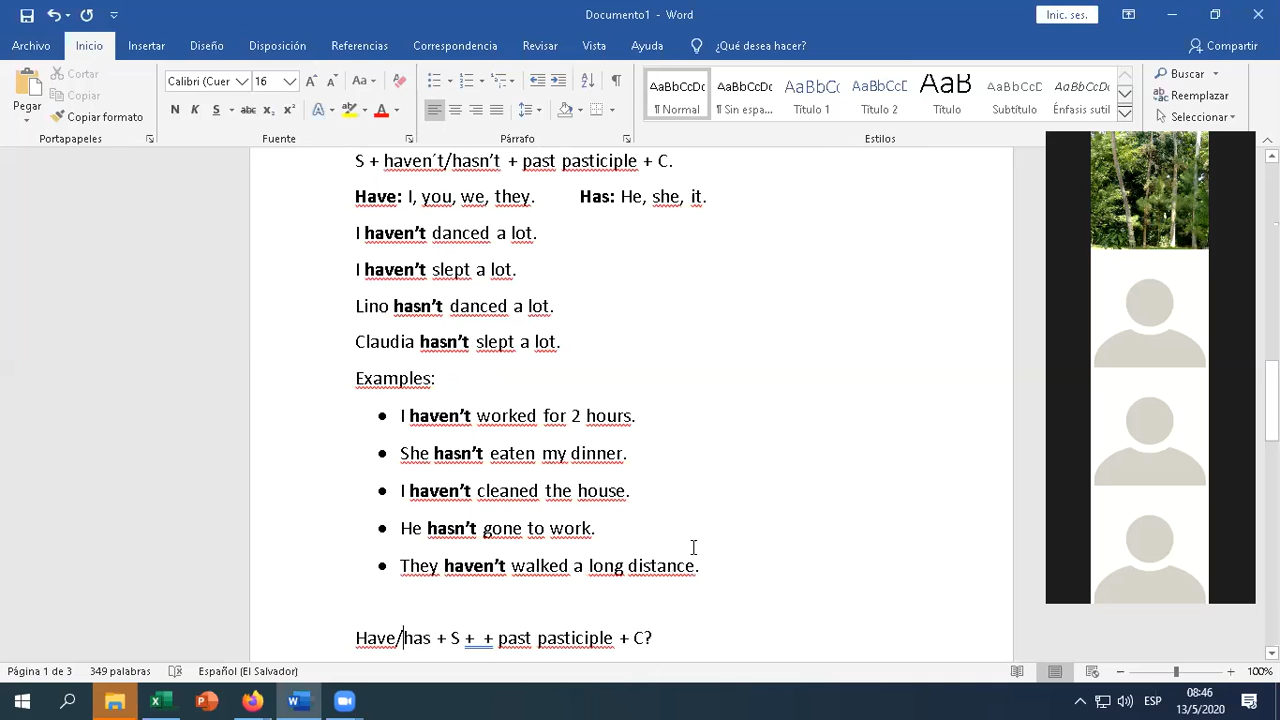 Documento1 - Word
Inic. ses.
Archivo Inicio Insertar Diseño Disposición Referencias Correspondencia Revisar Vista Ayuda ¿Qué desea hacer? Compartir
Pegar
Cortar
Copiar
Copiar formato
Portapapeles
Calibri (Cuer 16
N K S abc x₂ x²
Fuente
Párrafo
AaBbCcDc AaBbCcDc AaBbCcD AaBbCcD AaB AaBbCcD AaBbCcDc
¶ Normal ¶ Sin espa... Título 1 Título 2 Título Subtítulo Énfasis sutil
Estilos
Buscar
Reemplazar
Seleccionar
S + haven´t/hasn’t + past pasticiple + C.
Have: I, you, we, they. Has: He, she, it.
I haven’t danced a lot.
I haven’t slept a lot.
Lino hasn’t danced a lot.
Claudia hasn’t slept a lot.
Examples:
• I haven’t worked for 2 hours.
• She hasn’t eaten my dinner.
• I haven’t cleaned the house.
• He hasn’t gone to work.
• They haven’t walked a long distance.
Have/has + S + + past pasticiple + C?
Página 1 de 3 349 palabras Español (El Salvador) 100%
ESP
08:46
13/5/2020